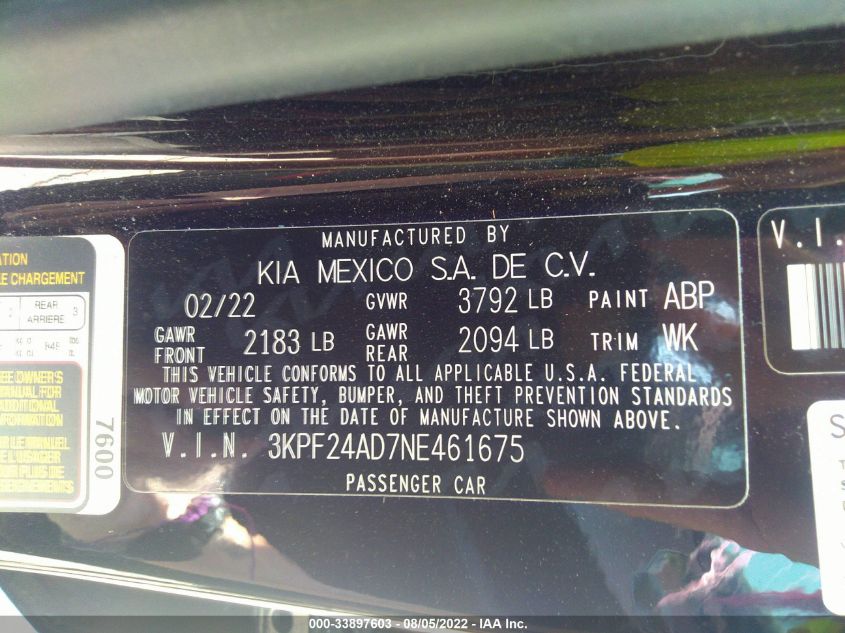 MANUFACTURED BY
KIA MEXICO S.A. DE C.V.
02/22 GVWR 3792 LB PAINT ABP
GAWR FRONT 2183 LB GAWR REAR 2094 LB TRIM WK
THIS VEHICLE CONFORMS TO ALL APPLICABLE U.S.A. FEDERAL
MOTOR VEHICLE SAFETY, BUMPER, AND THEFT PREVENTION STANDARDS
IN EFFECT ON THE DATE OF MANUFACTURE SHOWN ABOVE.
V.I.N. 3KPF24AD7NE461675
PASSENGER CAR
CHARGEMENT
REAR 3
ARRIERE
7600
V.I.
000-33897603 - 08/05/2022 - IAA Inc.